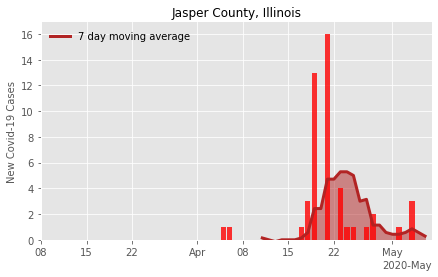 Jasper County, Illinois
7 day moving average
New Covid-19 Cases
16
14
12
10
8
6
4
2
0
08 15 22 Apr 08 15 22 May
2020-May